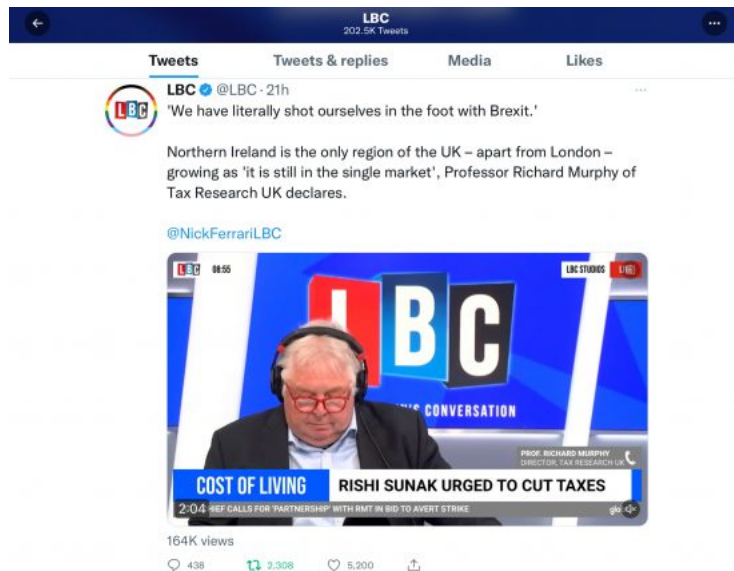 LBC
202.5K Tweets
Tweets Tweets & replies Media Likes
LBC @LBC · 21h
LBC
'We have literally shot ourselves in the foot with Brexit.'
Northern Ireland is the only region of the UK – apart from London –
growing as 'it is still in the single market', Professor Richard Murphy of
Tax Research UK declares.
@NickFerrariLBC
LBC 08:55 LBC STUDIOS LIVE
LBC
CONVERSATION
PROF. RICHARD MURPHY
DIRECTOR, TAX RESEARCH UK
COST OF LIVING RISHI SUNAK URGED TO CUT TAXES
2:04 HIEF CALLS FOR 'PARTNERSHIP' WITH RMT IN BID TO AVERT STRIKE
164K views
438 2,308 5,200